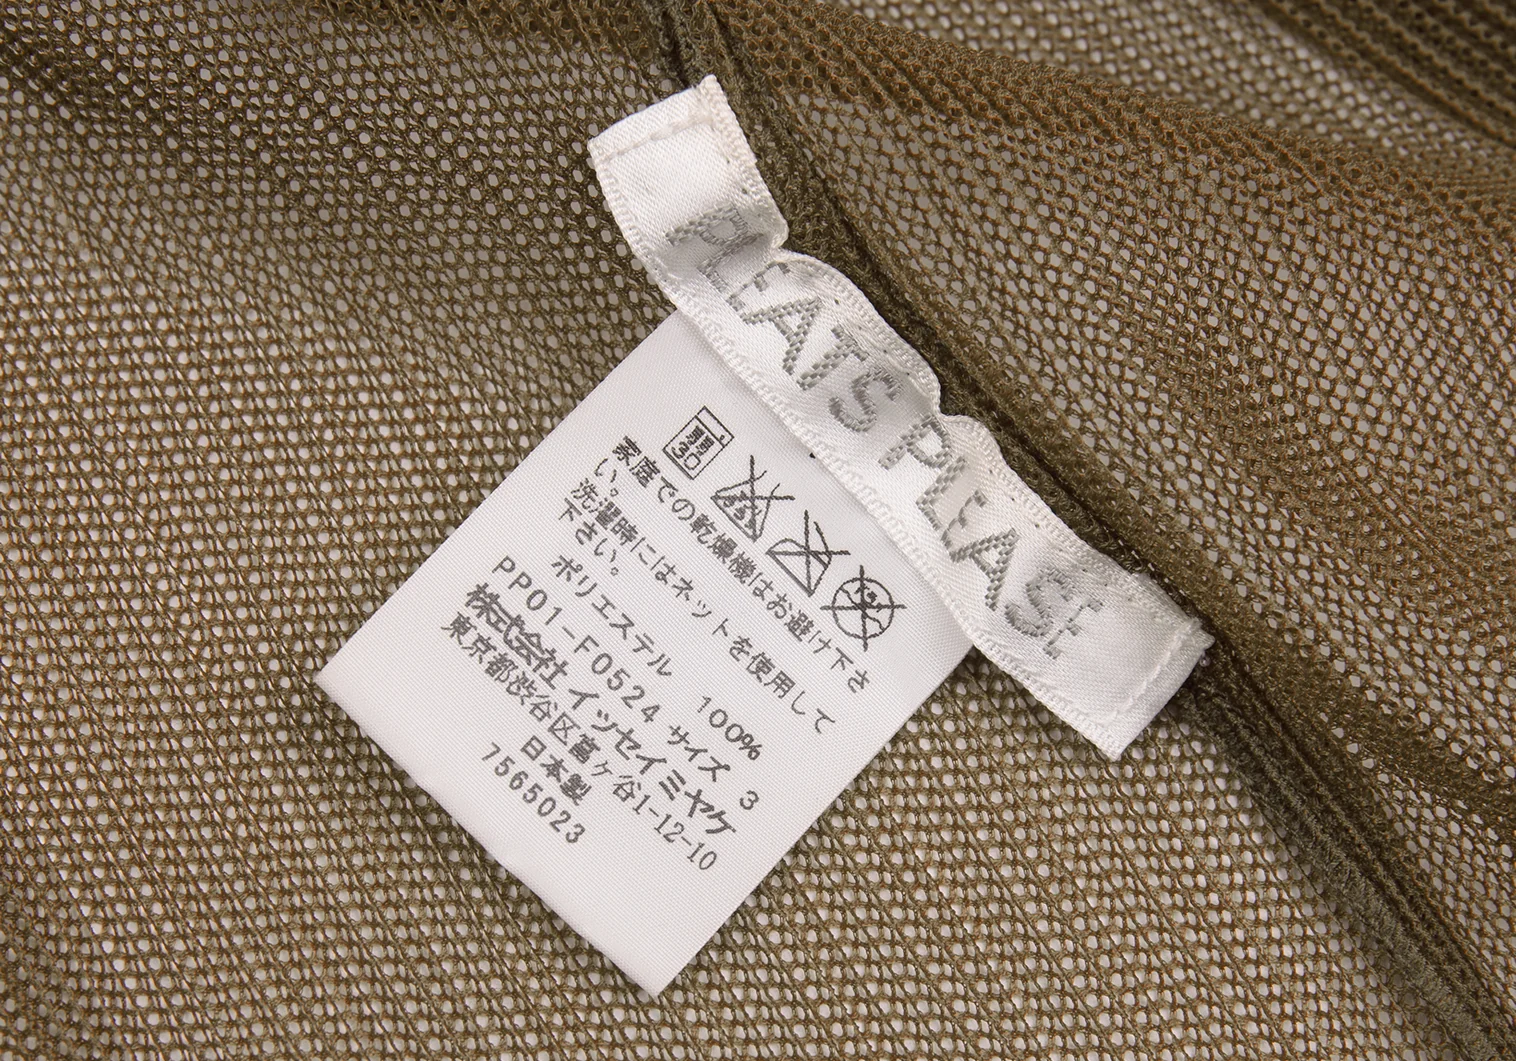 PLEATS PLEASE
家庭での乾燥機はお避け下さ
い。
洗濯時にはネットを使用して
下さい。
ポリエステル 100%
PP01-F0524 サイズ 3
株式会社 イッセイミヤケ
東京都渋谷区富ヶ谷1-12-10
日本製
7565023